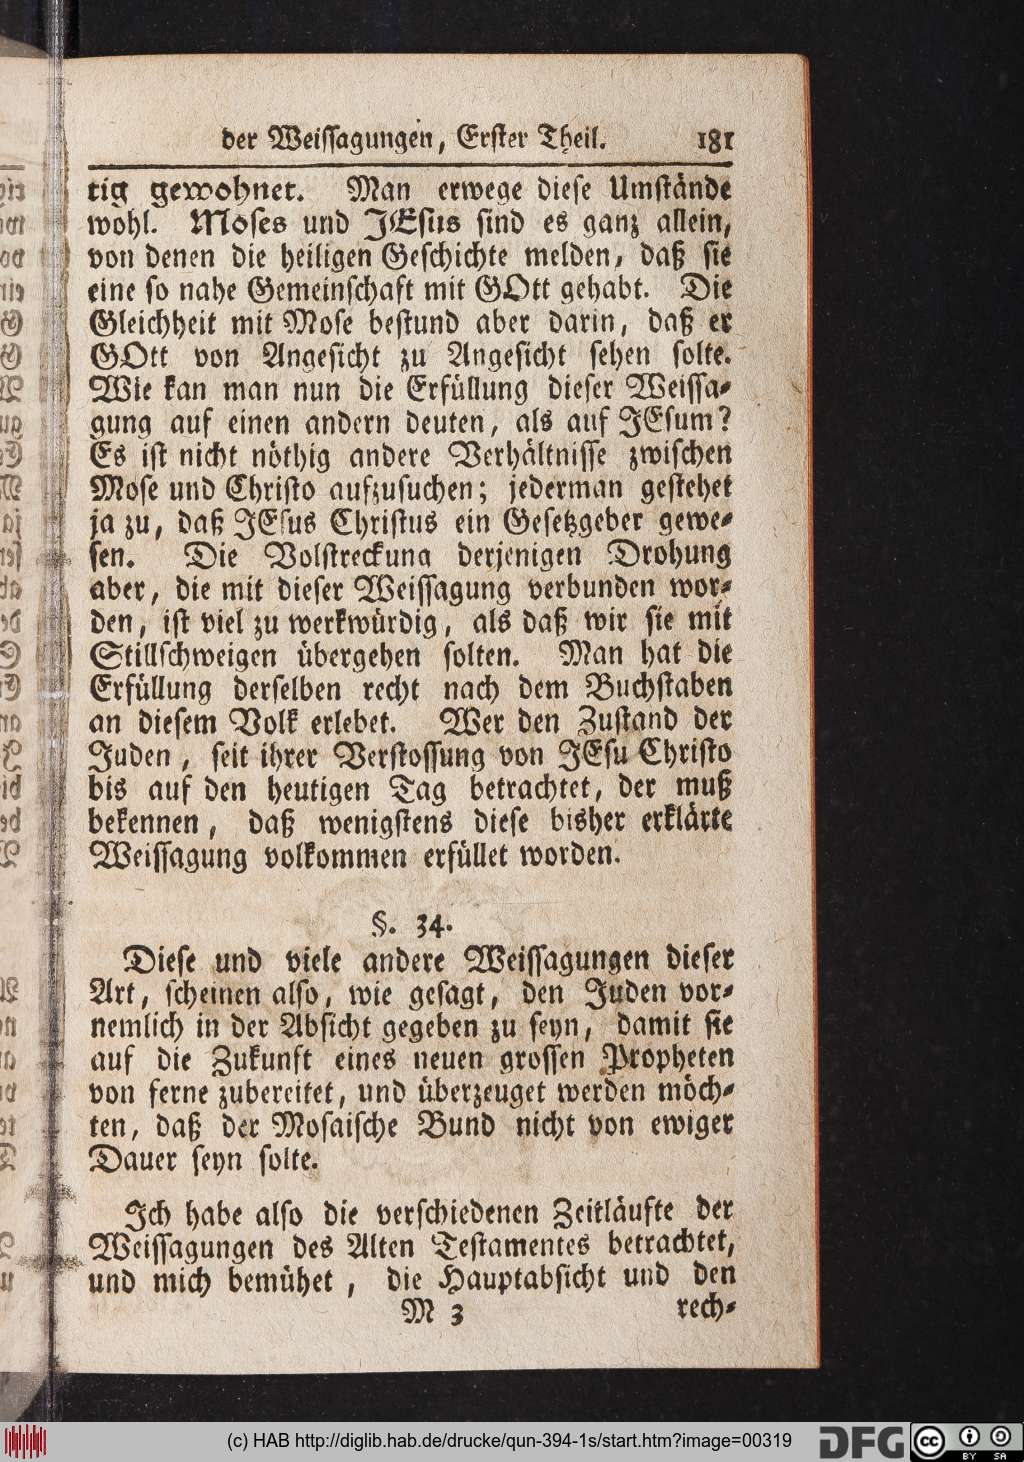 der Weissagungen, Erster Theil. 181
tig gewohnet. Man erwege diese Umstände
wohl. Moses und JEsus sind es ganz allein,
von denen die heiligen Geschichte melden, daß sie
eine so nahe Gemeinschaft mit GOtt gehabt. Die
Gleichheit mit Mose bestund aber darin, daß er
GOtt von Angesicht zu Angesicht sehen solte.
Wie kan man nun die Erfüllung dieser Weissa-
gung auf einen andern deuten, als auf JEsum?
Es ist nicht nöthig andere Verhältnisse zwischen
Mose und Christo aufzusuchen; jederman gestehet
ja zu, daß JEsus Christus ein Gesetzgeber gewe-
sen. Die Volstreckung derjenigen Drohung
aber, die mit dieser Weissagung verbunden wor-
den, ist viel zu werkwürdig, als daß wir sie mit
Stillschweigen übergehen solten. Man hat die
Erfüllung derselben recht nach dem Buchstaben
an diesem Volk erlebet. Wer den Zustand der
Juden, seit ihrer Verstossung von JEsu Christo
bis auf den heutigen Tag betrachtet, der muß
bekennen, daß wenigstens diese bisher erklärte
Weissagung volkommen erfüllet worden.
§. 34.
Diese und viele andere Weissagungen dieser
Art, scheinen also, wie gesagt, den Juden vor-
nemlich in der Absicht gegeben zu seyn, damit sie
auf die Zukunft eines neuen grossen Propheten
von ferne zubereitet, und überzeuget werden möch-
ten, daß der Mosaische Bund nicht von ewiger
Dauer seyn solte.
Ich habe also die verschiedenen Zeitläufte der
Weissagungen des Alten Testamentes betrachtet,
und mich bemühet, die Hauptabsicht und den
M 3 rech-
(c) HAB http://diglib.hab.de/drucke/qun-394-1s/start.htm?image=00319
DFG cc BY SA